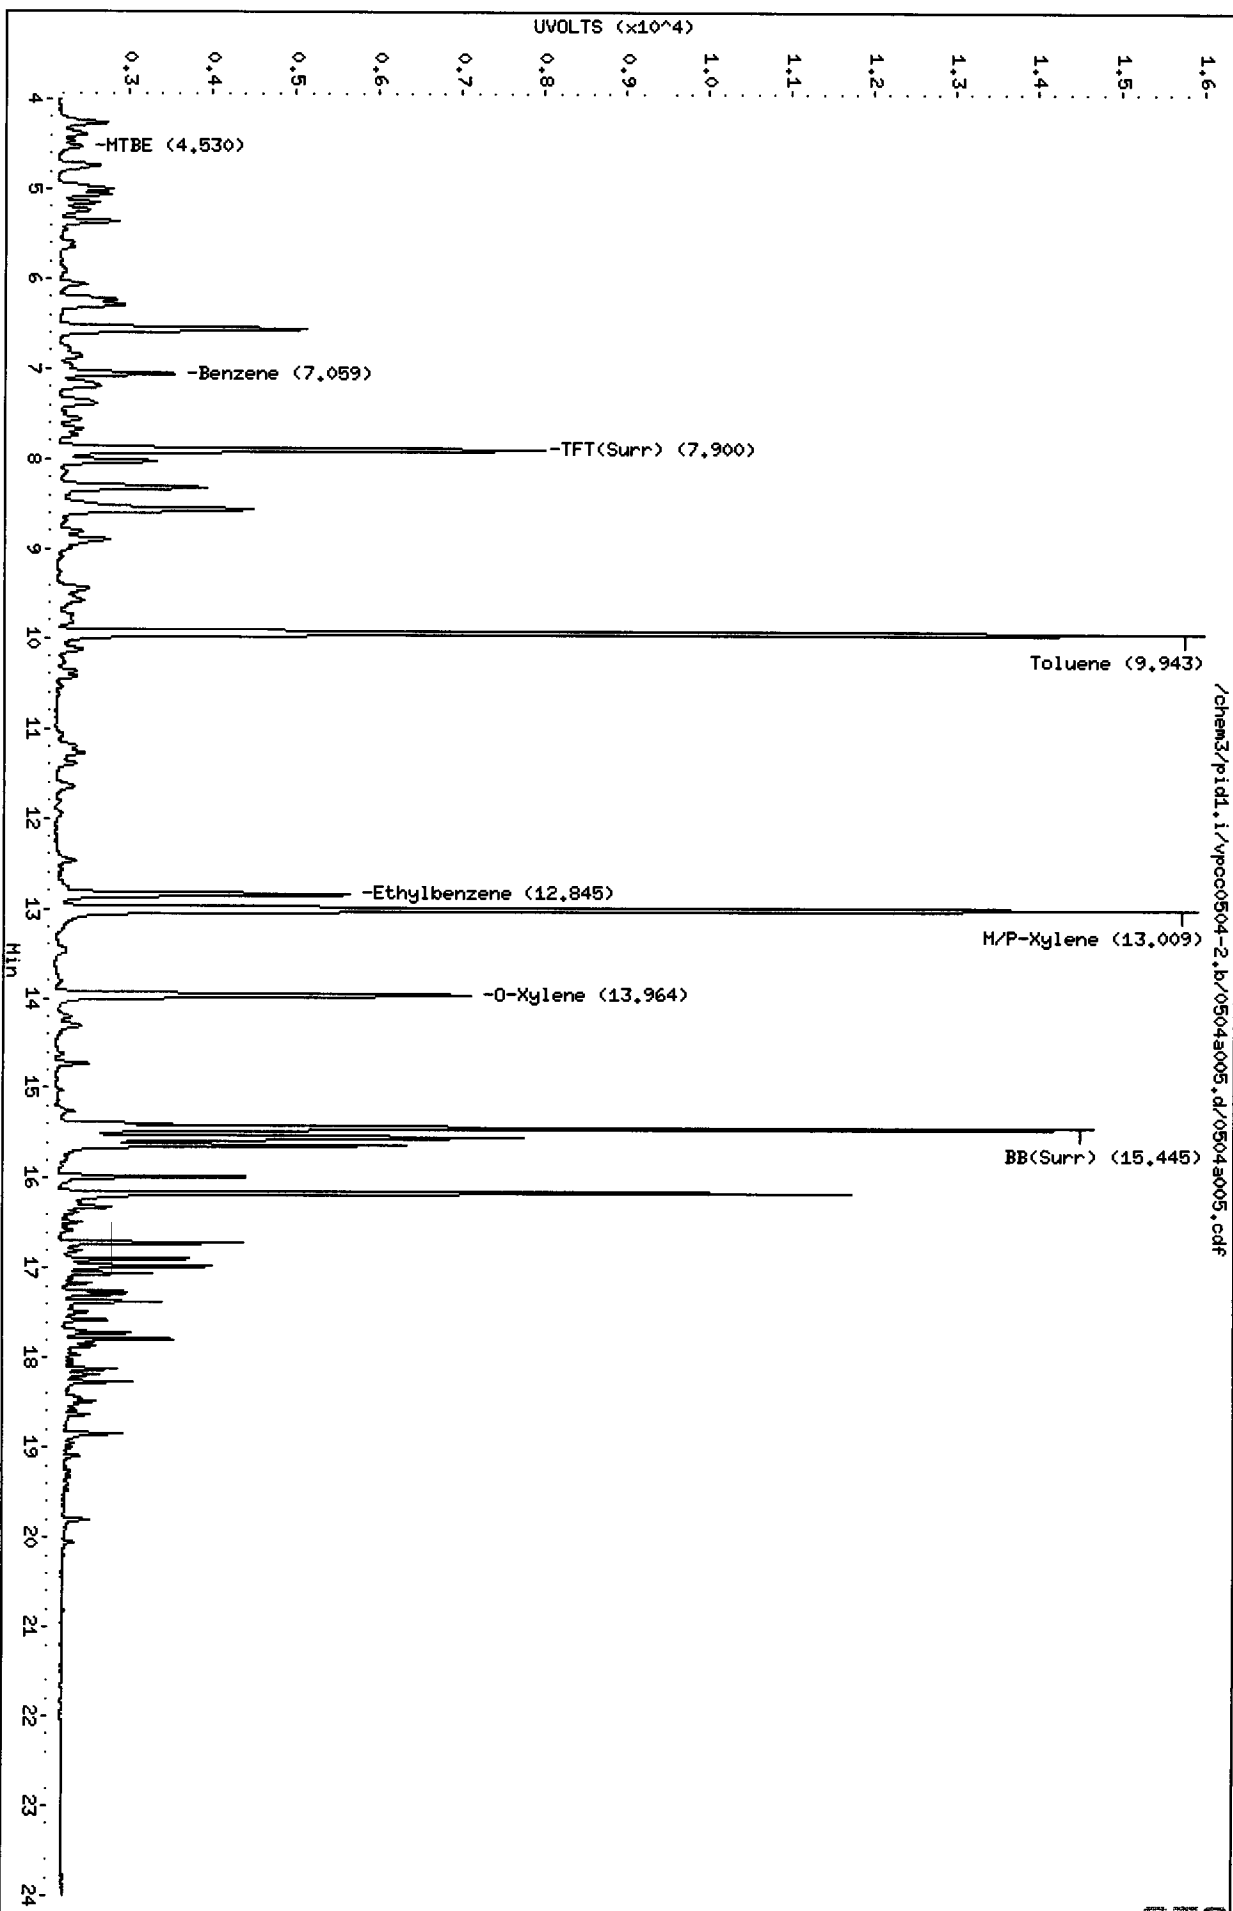 /chem3/pid1.i/vpcc0504-2.b/0504a005.d/0504a005.cdf
UVOLTS (x10^4)
1.6
1.5
1.4
1.3
1.2
1.1
1.0
0.9
0.8
0.7
0.6
0.5
0.4
0.3
-MTBE (4.530)
-Benzene (7.059)
-TFT(Surr) (7.900)
Toluene (9.943)
-Ethylbenzene (12.845)
M/P-Xylene (13.009)
-O-Xylene (13.964)
BB(Surr) (15.445)
4 5 6 7 8 9 10 11 12 13 14 15 16 17 18 19 20 21 22 23 24
Min